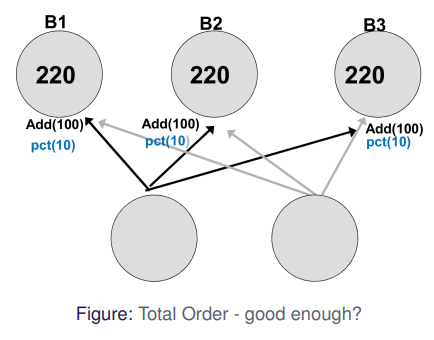 B1 B2 B3
220 220 220
Add(100) Add(100) Add(100)
pct(10) pct(10) pct(10)
Figure: Total Order - good enough?